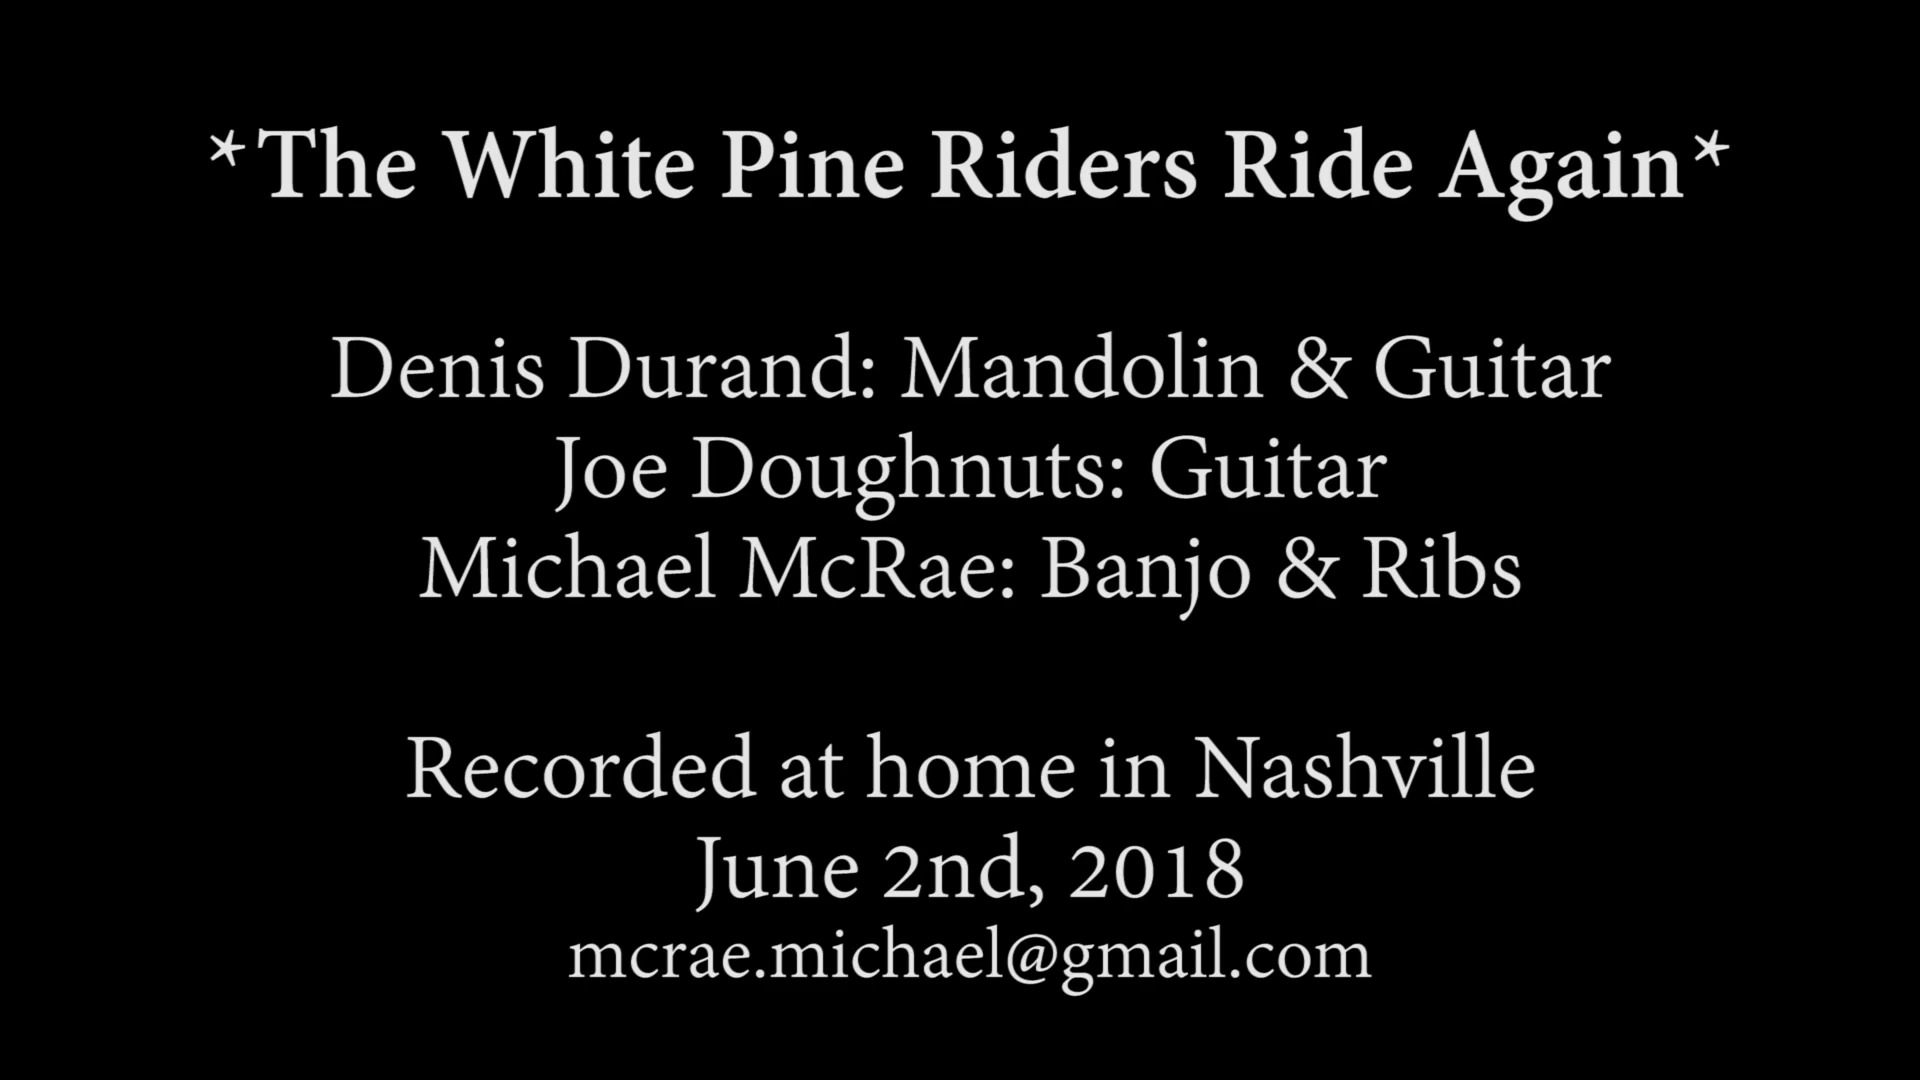 *The White Pine Riders Ride Again*
Denis Durand: Mandolin & Guitar
Joe Doughnuts: Guitar
Michael McRae: Banjo & Ribs
Recorded at home in Nashville
June 2nd, 2018
mcrae.michael@gmail.com